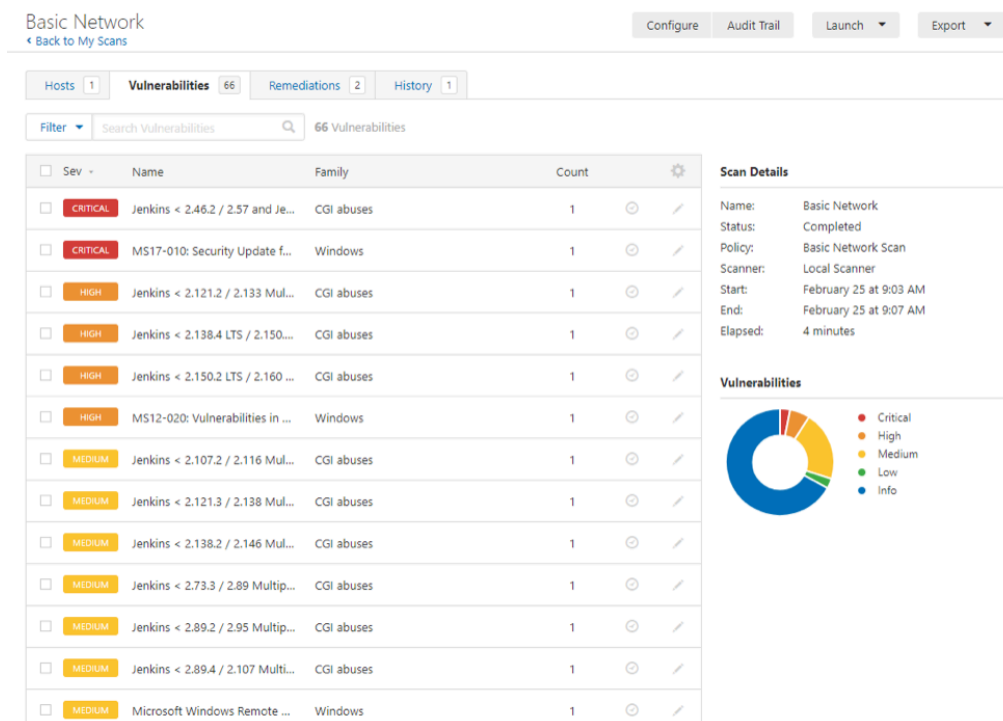 Basic Network
Back to My Scans
Configure Audit Trail Launch Export
Hosts 1 Vulnerabilities 66 Remediations 2 History 1
Filter Search Vulnerabilities 66 Vulnerabilities
Sev Name Family Count
CRITICAL Jenkins < 2.46.2 / 2.57 and Je... CGI abuses 1
CRITICAL MS17-010: Security Update f... Windows 1
HIGH Jenkins < 2.121.2 / 2.133 Mul... CGI abuses 1
HIGH Jenkins < 2.138.4 LTS / 2.150.... CGI abuses 1
HIGH Jenkins < 2.150.2 LTS / 2.160 ... CGI abuses 1
HIGH MS12-020: Vulnerabilities in ... Windows 1
MEDIUM Jenkins < 2.107.2 / 2.116 Mul... CGI abuses 1
MEDIUM Jenkins < 2.121.3 / 2.138 Mul... CGI abuses 1
MEDIUM Jenkins < 2.138.2 / 2.146 Mul... CGI abuses 1
MEDIUM Jenkins < 2.73.3 / 2.89 Multip... CGI abuses 1
MEDIUM Jenkins < 2.89.2 / 2.95 Multip... CGI abuses 1
MEDIUM Jenkins < 2.89.4 / 2.107 Multi... CGI abuses 1
MEDIUM Microsoft Windows Remote ... Windows 1
Scan Details
Name: Basic Network
Status: Completed
Policy: Basic Network Scan
Scanner: Local Scanner
Start: February 25 at 9:03 AM
End: February 25 at 9:07 AM
Elapsed: 4 minutes
Vulnerabilities
Critical
High
Medium
Low
Info